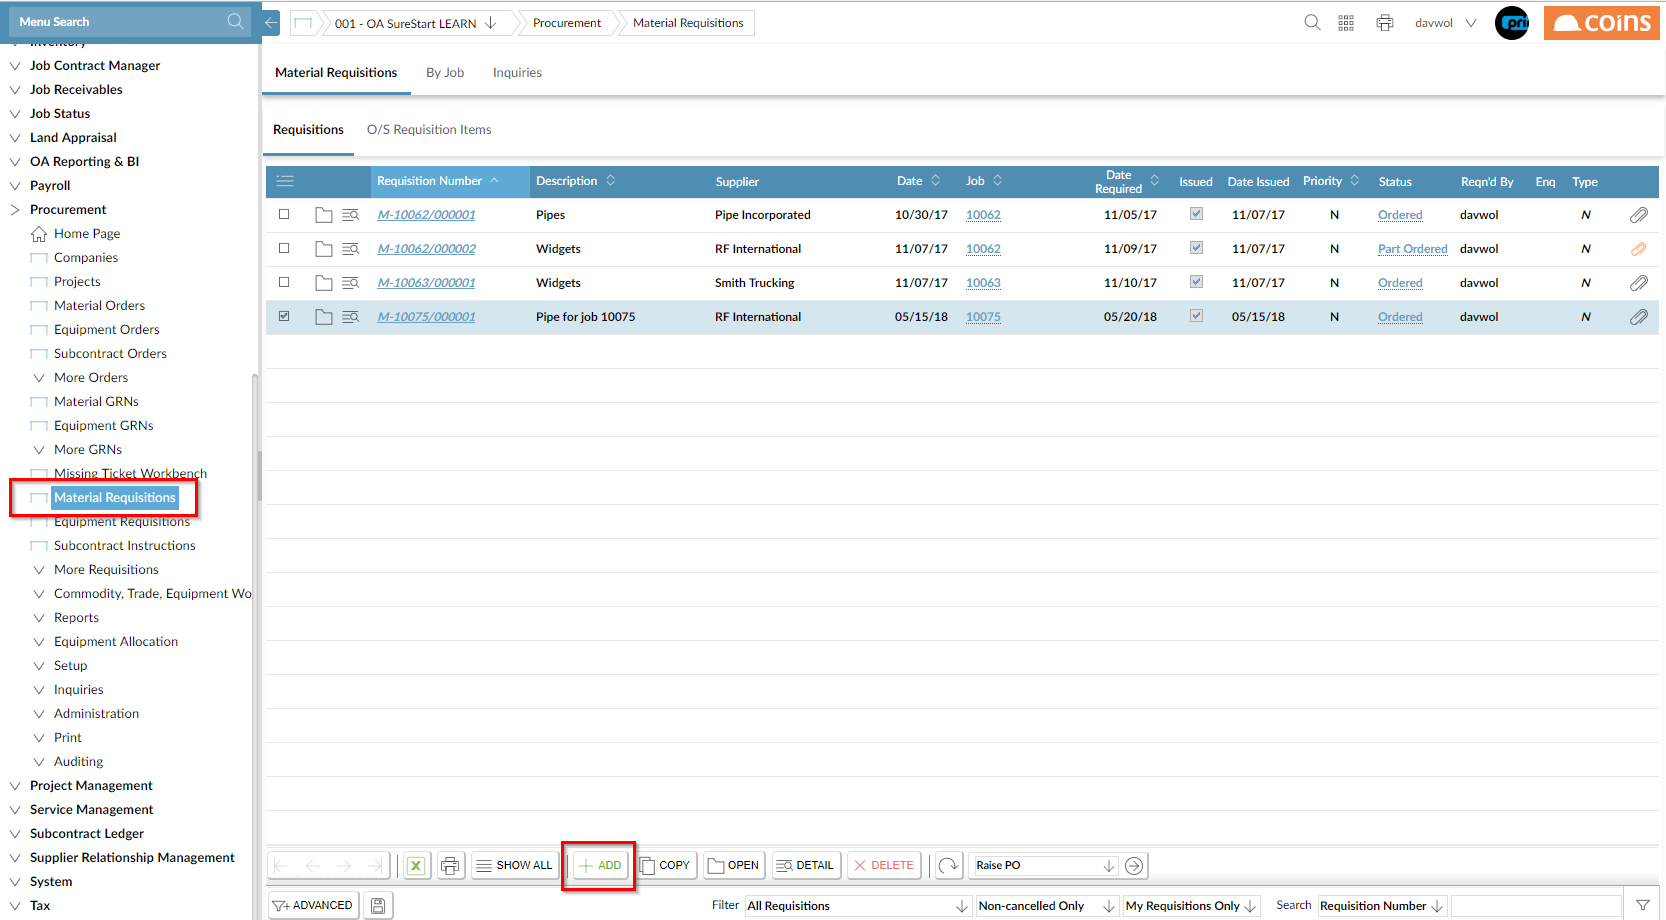 Menu Search
001 - OA SureStart LEARN
Procurement
Material Requisitions
davwol
pri
coins
Inventory
Job Contract Manager
Job Receivables
Job Status
Land Appraisal
OA Reporting & BI
Payroll
Procurement
Home Page
Companies
Projects
Material Orders
Equipment Orders
Subcontract Orders
More Orders
Material GRNs
Equipment GRNs
More GRNs
Missing Ticket Workbench
Material Requisitions
Equipment Requisitions
Subcontract Instructions
More Requisitions
Commodity, Trade, Equipment Wo
Reports
Equipment Allocation
Setup
Inquiries
Administration
Print
Auditing
Project Management
Service Management
Subcontract Ledger
Supplier Relationship Management
System
Tax
Material Requisitions By Job Inquiries
Requisitions O/S Requisition Items
Requisition Number Description Supplier Date Job Date Required Issued Date Issued Priority Status Reqn'd By Enq Type
M-10062/000001 Pipes Pipe Incorporated 10/30/17 10062 11/05/17 11/07/17 N Ordered davwol N
M-10062/000002 Widgets RF International 11/07/17 10062 11/09/17 11/07/17 N Part Ordered davwol N
M-10063/000001 Widgets Smith Trucking 11/07/17 10063 11/10/17 11/07/17 N Ordered davwol N
M-10075/000001 Pipe for job 10075 RF International 05/15/18 10075 05/20/18 05/15/18 N Ordered davwol N
SHOW ALL ADD COPY OPEN DETAIL DELETE Raise PO
ADVANCED Filter All Requisitions Non-cancelled Only My Requisitions Only Search Requisition Number